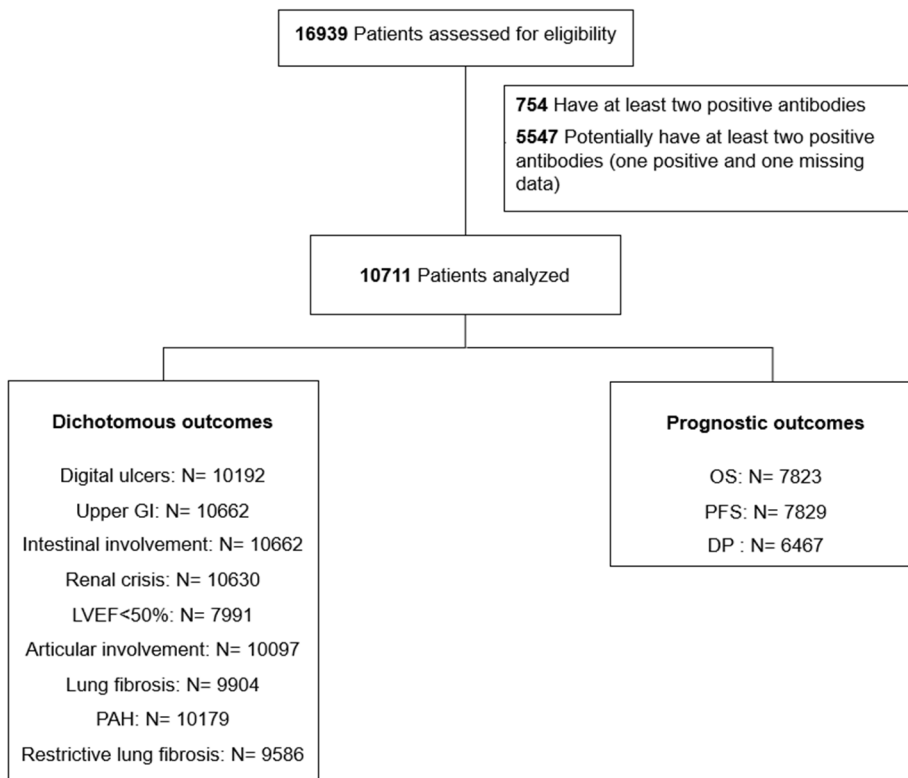 16939 Patients assessed for eligibility
754 Have at least two positive antibodies
5547 Potentially have at least two positive
antibodies (one positive and one missing
data)
10711 Patients analyzed
Dichotomous outcomes
Digital ulcers: N= 10192
Upper GI: N= 10662
Intestinal involvement: N= 10662
Renal crisis: N= 10630
LVEF<50%: N= 7991
Articular involvement: N= 10097
Lung fibrosis: N= 9904
PAH: N= 10179
Restrictive lung fibrosis: N= 9586
Prognostic outcomes
OS: N= 7823
PFS: N= 7829
DP : N= 6467